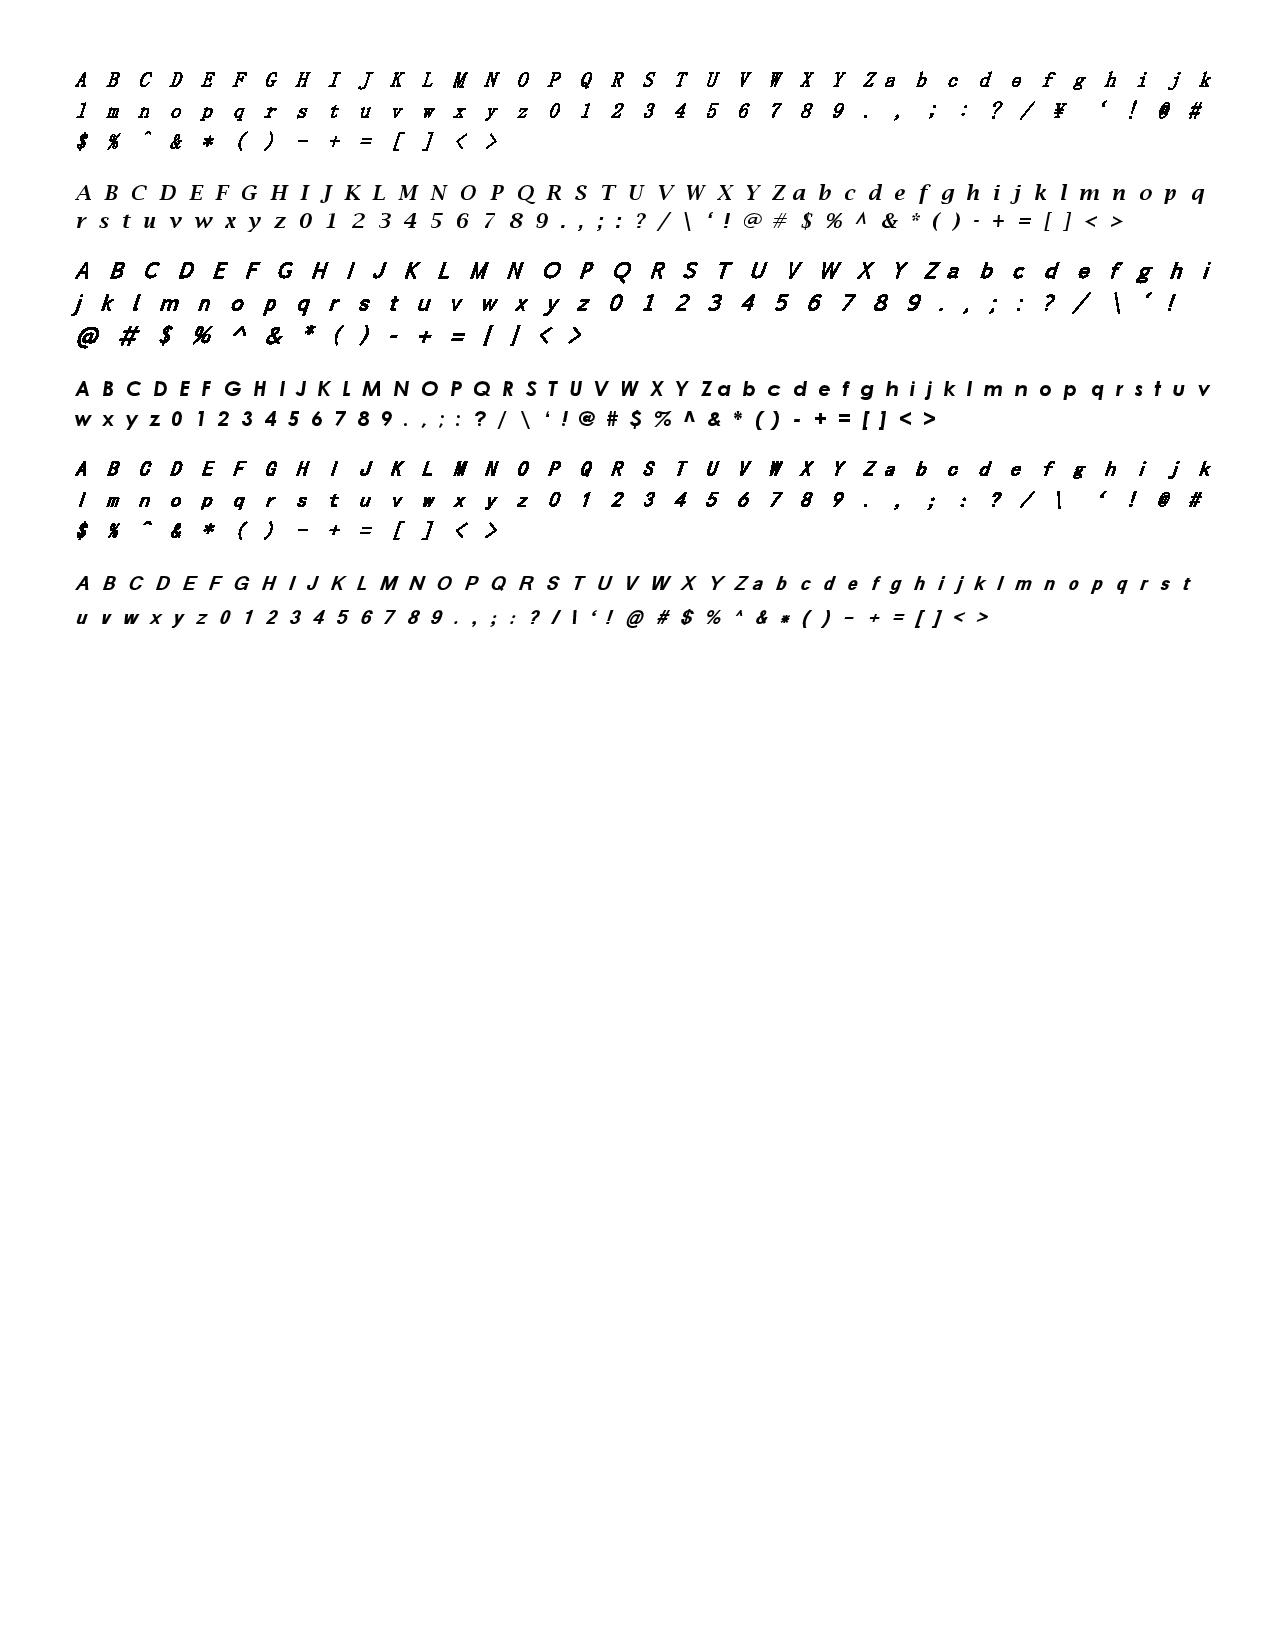 A B C D E F G H I J K L M N O P Q R S T U V W X Y Z a b c d e f g h i j k
l m n o p q r s t u v w x y z 0 1 2 3 4 5 6 7 8 9 . , ; : ? / ¥ ‘ ! @ #
$ % ^ & * ( ) − + = [ ] < >
A B C D E F G H I J K L M N O P Q R S T U V W X Y Z a b c d e f g h i j k l m n o p q
r s t u v w x y z 0 1 2 3 4 5 6 7 8 9 . , ; : ? / \ ‘ ! @ # $ % ^ & * ( ) - + = [ ] < >
A B C D E F G H I J K L M N O P Q R S T U V W X Y Z a b c d e f g h i
j k l m n o p q r s t u v w x y z 0 1 2 3 4 5 6 7 8 9 . , ; : ? / \ ‘ !
@ # $ % ^ & * ( ) - + = [ ] < >
A B C D E F G H I J K L M N O P Q R S T U V W X Y Z a b c d e f g h i j k l m n o p q r s t u v
w x y z 0 1 2 3 4 5 6 7 8 9 . , ; : ? / \ ‘ ! @ # $ % ^ & * ( ) - + = [ ] < >
A B C D E F G H I J K L M N O P Q R S T U V W X Y Z a b c d e f g h i j k
l m n o p q r s t u v w x y z 0 1 2 3 4 5 6 7 8 9 . , ; : ? / \ ‘ ! @ #
$ % ^ & * ( ) − + = [ ] < >
A B C D E F G H I J K L M N O P Q R S T U V W X Y Z a b c d e f g h i j k l m n o p q r s t
u v w x y z 0 1 2 3 4 5 6 7 8 9 . , ; : ? / \ ‘ ! @ # $ % ^ & * ( ) − + = [ ] < >